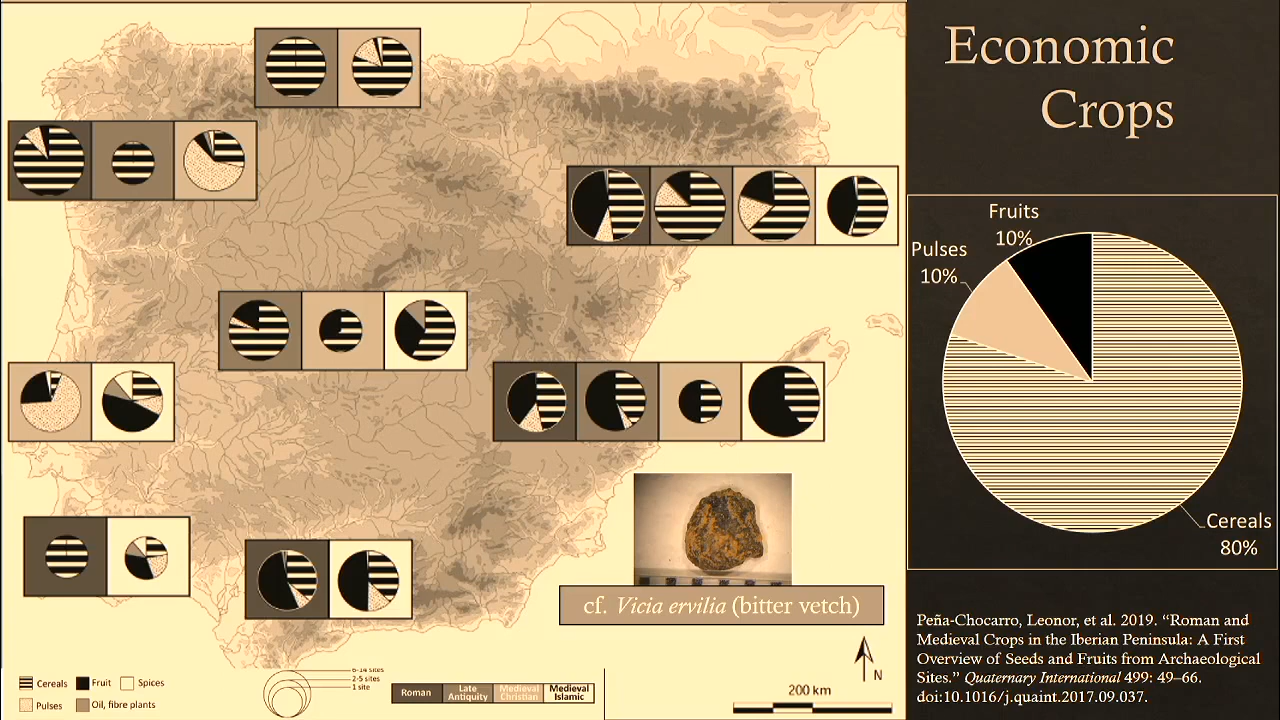 Economic
Crops
Fruits
10%
Pulses
10%
Cereals
80%
cf. Vicia ervilia (bitter vetch)
N
200 km
Cereals
Fruit
Spices
Pulses
Oil, fibre plants
6-14 sites
2-5 sites
1 site
Roman
Late
Antiquity
Medieval
Christian
Medieval
Islamic
Peña-Chocarro, Leonor, et al. 2019. “Roman and
Medieval Crops in the Iberian Peninsula: A First
Overview of Seeds and Fruits from Archaeological
Sites.” Quaternary International 499: 49–66.
doi:10.1016/j.quaint.2017.09.037.